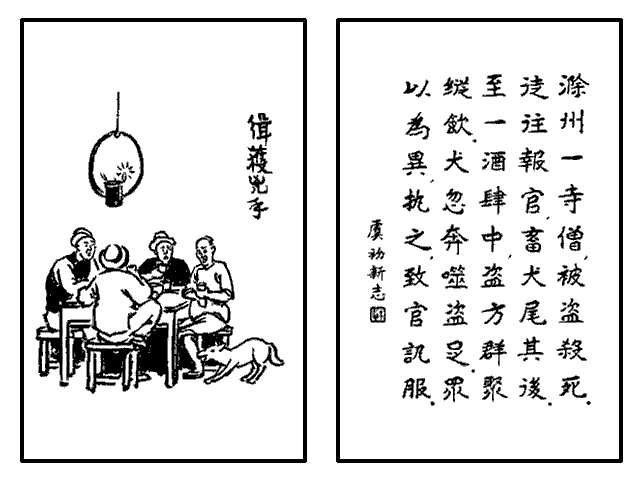 緝獲兇手
滁州一寺僧，被盜殺死。
徒往報官，畜犬尾其後。
至一酒肆中，盜方群聚
縱飲。犬忽奔噬盜足。眾
以為異，执之，致官訊服。
虞初新志